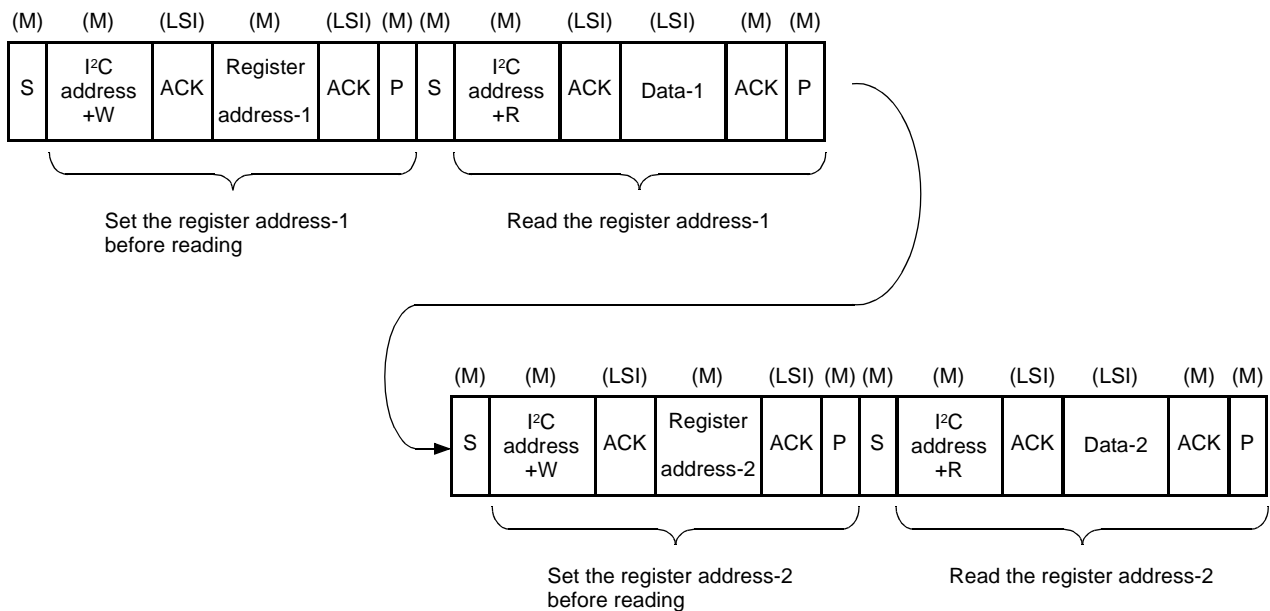 (M) (M) (LSI) (M) (LSI) (M) (M) (M) (LSI) (LSI) (M) (M)
S I²C address +W ACK Register address-1 ACK P S I²C address +R ACK Data-1 ACK P
Set the register address-1
before reading
Read the register address-1
(M) (M) (LSI) (M) (LSI) (M) (M) (M) (LSI) (LSI) (M) (M)
S I²C address +W ACK Register address-2 ACK P S I²C address +R ACK Data-2 ACK P
Set the register address-2
before reading
Read the register address-2